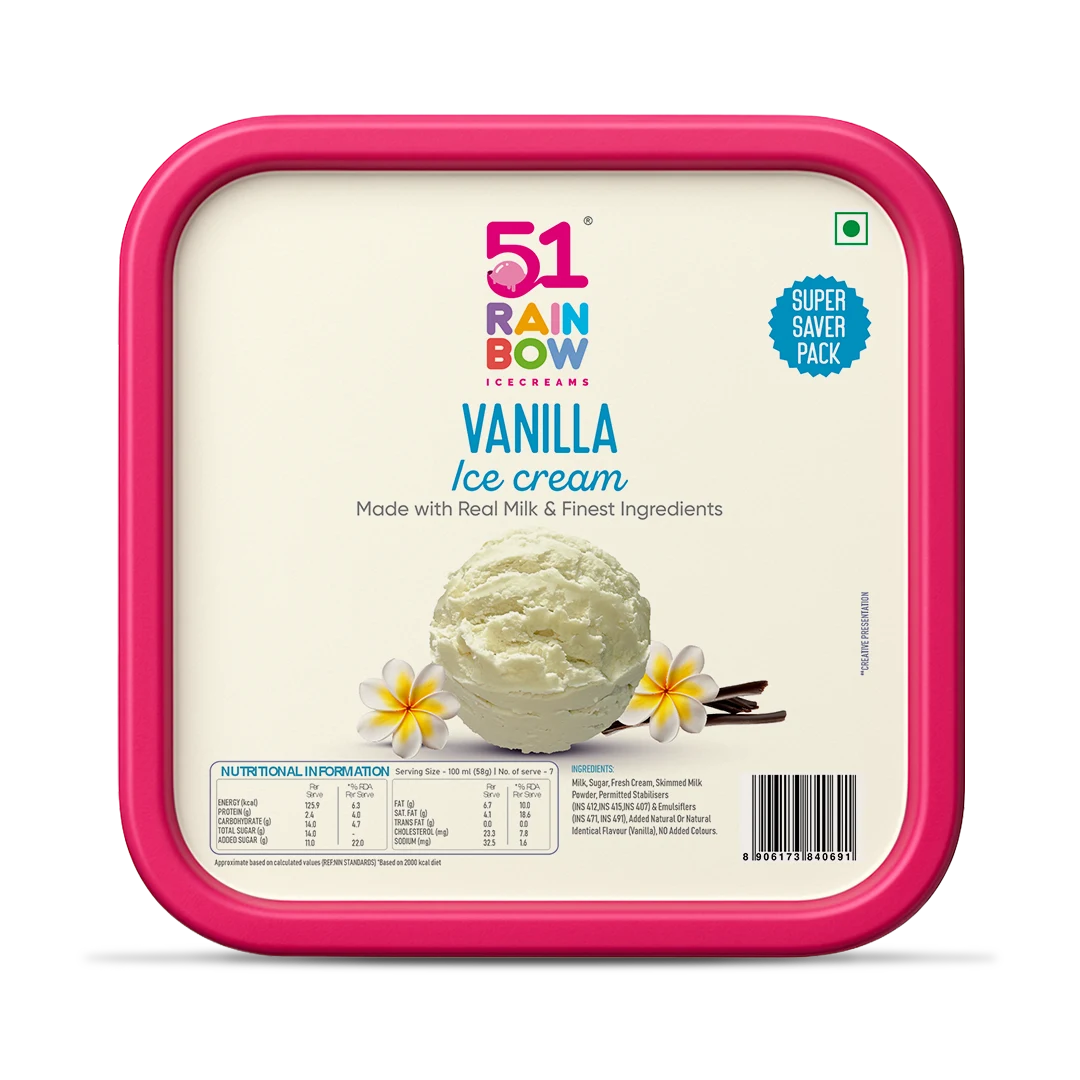 51®
RAIN
BOW
ICECREAMS
SUPER
SAVER
PACK
VANILLA
Ice cream
Made with Real Milk & Finest Ingredients
**CREATIVE PRESENTATION
NUTRITIONAL INFORMATION Serving Size - 100 ml (58g) | No. of serve - 7
Per Serve *% RDA Per Serve
ENERGY (kcal) 125.9 6.3
PROTEIN (g) 2.4 4.0
CARBOHYDRATE (g) 14.0 4.7
TOTAL SUGAR (g) 14.0 -
ADDED SUGAR (g) 11.0 22.0
Per Serve *% RDA Per Serve
FAT (g) 6.7 10.0
SAT. FAT (g) 4.1 18.6
TRANS FAT (g) 0.0 0.0
CHOLESTEROL (mg) 23.3 7.8
SODIUM (mg) 32.5 1.6
Approximate based on calculated values (REF:NIN STANDARDS) *Based on 2000 kcal diet
INGREDIENTS:
Milk, Sugar, Fresh Cream, Skimmed Milk
Powder, Permitted Stabilisers
(INS 412,INS 415,INS 407) & Emulsifiers
(INS 471, INS 491), Added Natural Or Natural
Identical Flavour (Vanilla), NO Added Colours.
8 906173 840691